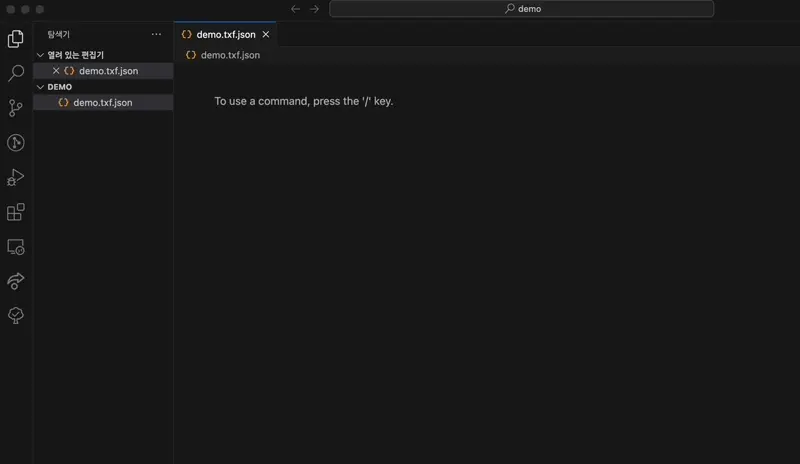 demo
탐색기
열려 있는 편집기
demo.txf.json
DEMO
demo.txf.json
demo.txf.json
demo.txf.json
To use a command, press the '/' key.